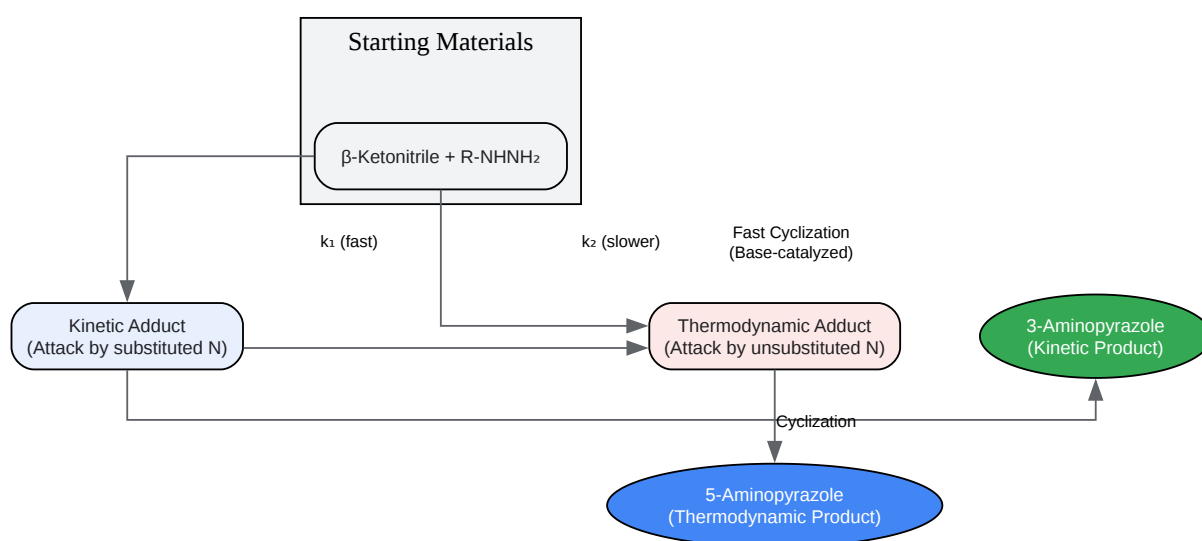 Starting Materials
β-Ketonitrile + R-NHNH₂
k₁ (fast)
k₂ (slower)
Fast Cyclization
(Base-catalyzed)
Kinetic Adduct
(Attack by substituted N)
Thermodynamic Adduct
(Attack by unsubstituted N)
3-Aminopyrazole
(Kinetic Product)
Cyclization
5-Aminopyrazole
(Thermodynamic Product)